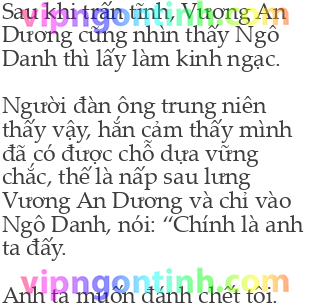 Sau khi trấn tĩnh, Vương An
vipngontinh.com
Dương cũng nhìn thấy Ngô
Danh thì lấy làm kinh ngạc.
Người đàn ông trung niên
thấy vậy, hắn cảm thấy mình
đã có được chỗ dựa vững
chắc, thế là nấp sau lưng
Vương An Dương và chỉ vào
Ngô Danh, nói: “Chính là anh
ta đấy.
vipngontinh.com
Anh ta muốn đánh chết tôi.